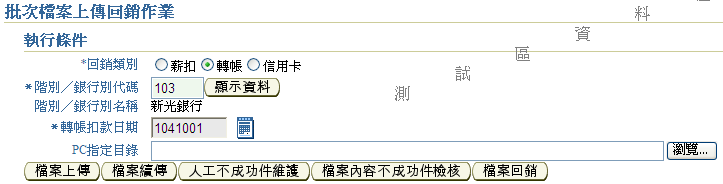 批次檔案上傳回銷作業
執行條件
*回銷類別 薪扣 轉帳 信用卡
*階別／銀行別代碼 103 顯示資料
階別／銀行別名稱 新光銀行
*轉帳扣款日期 1041001
PC指定目錄 瀏覽...
檔案上傳 檔案續傳 人工不成功件維護 檔案內容不成功件檢核 檔案回銷
測 試 區 資 料